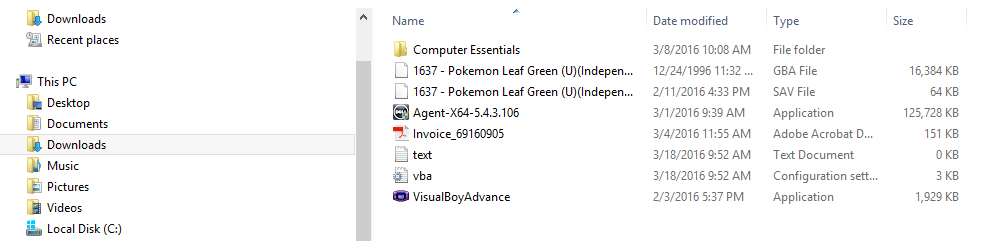 Downloads
Recent places
This PC
Desktop
Documents
Downloads
Music
Pictures
Videos
Local Disk (C:)
Name Date modified Type Size
Computer Essentials 3/8/2016 10:08 AM File folder
1637 - Pokemon Leaf Green (U)(Indepen... 12/24/1996 11:32 ... GBA File 16,384 KB
1637 - Pokemon Leaf Green (U)(Indepen... 2/11/2016 4:33 PM SAV File 64 KB
Agent-X64-5.4.3.106 3/1/2016 9:39 AM Application 125,728 KB
Invoice_69160905 3/4/2016 11:55 AM Adobe Acrobat D... 151 KB
text 3/18/2016 9:52 AM Text Document 0 KB
vba 3/18/2016 9:52 AM Configuration sett... 3 KB
VisualBoyAdvance 2/3/2016 5:37 PM Application 1,929 KB